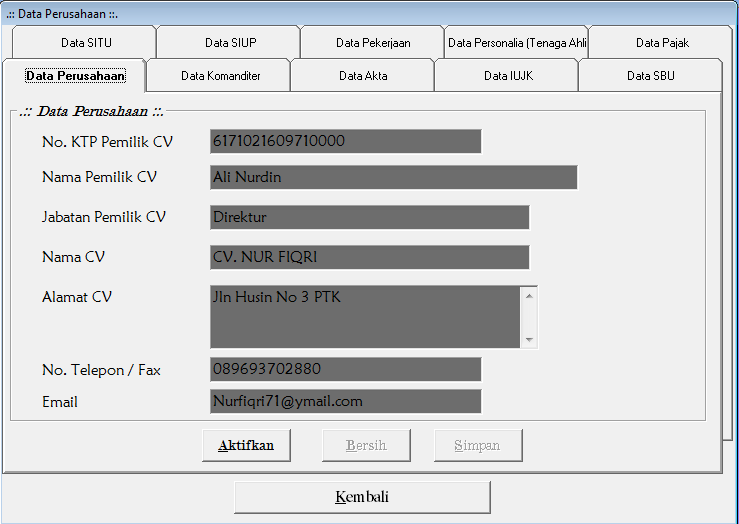 .:: Data Perusahaan ::.
Data SITU Data SIUP Data Pekerjaan Data Personalia (Tenaga Ahli Data Pajak
Data Perusahaan Data Komanditer Data Akta Data IUJK Data SBU
.:: Data Perusahaan ::.
No. KTP Pemilik CV 6171021609710000
Nama Pemilik CV Ali Nurdin
Jabatan Pemilik CV Direktur
Nama CV CV. NUR FIQRI
Alamat CV Jln Husin No 3 PTK
No. Telepon / Fax 089693702880
Email Nurfiqri71@ymail.com
Aktifkan Bersih Simpan
Kembali